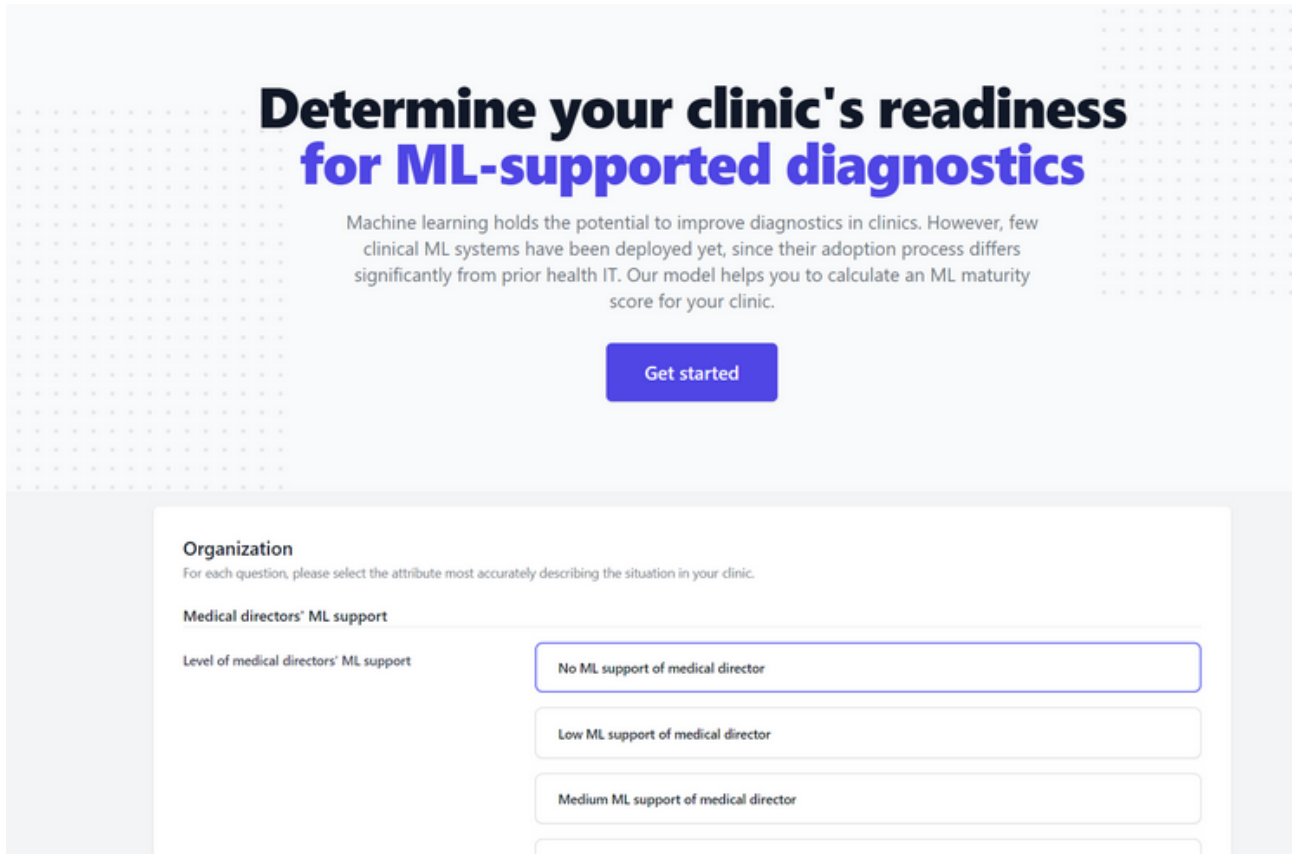 Determine your clinic's readiness
for ML-supported diagnostics
Machine learning holds the potential to improve diagnostics in clinics. However, few
clinical ML systems have been deployed yet, since their adoption process differs
significantly from prior health IT. Our model helps you to calculate an ML maturity
score for your clinic.
Get started
Organization
For each question, please select the attribute most accurately describing the situation in your clinic.
Medical directors' ML support
Level of medical directors' ML support
No ML support of medical director
Low ML support of medical director
Medium ML support of medical director